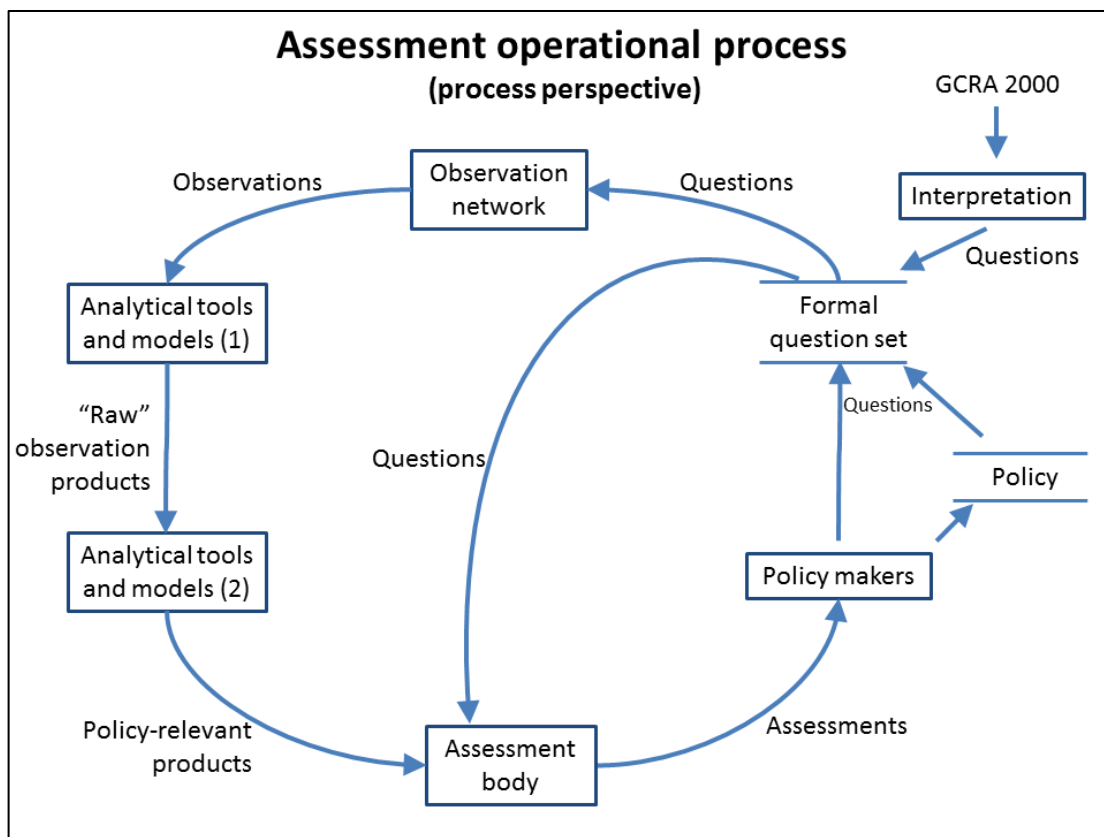 Assessment operational process
(process perspective)
GCRA 2000
Interpretation
Questions
Observation
network
Questions
Observations
Formal
question set
Analytical tools
and models (1)
Questions
Policy
"Raw"
observation
products
Questions
Analytical tools
and models (2)
Policy makers
Policy-relevant
products
Assessment
body
Assessments